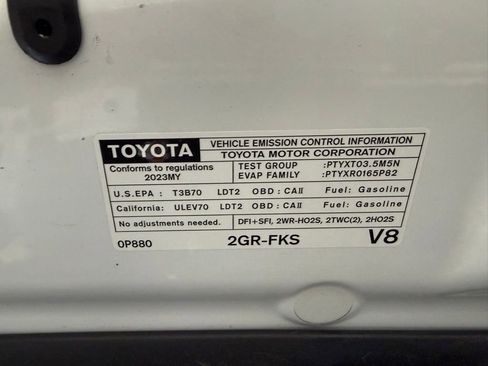 TOYOTA VEHICLE EMISSION CONTROL INFORMATION
TOYOTA MOTOR CORPORATION
Conforms to regulations TEST GROUP :PTYXT03.5M5N
2023MY EVAP FAMILY :PTYXR0165P82
U.S.EPA : T3B70 LDT2 OBD : CAII Fuel: Gasoline
California: ULEV70 LDT2 OBD : CAII Fuel: Gasoline
No adjustments needed. DFI+SFI, 2WR-HO2S, 2TWC(2), 2HO2S
0P880 2GR-FKS V8